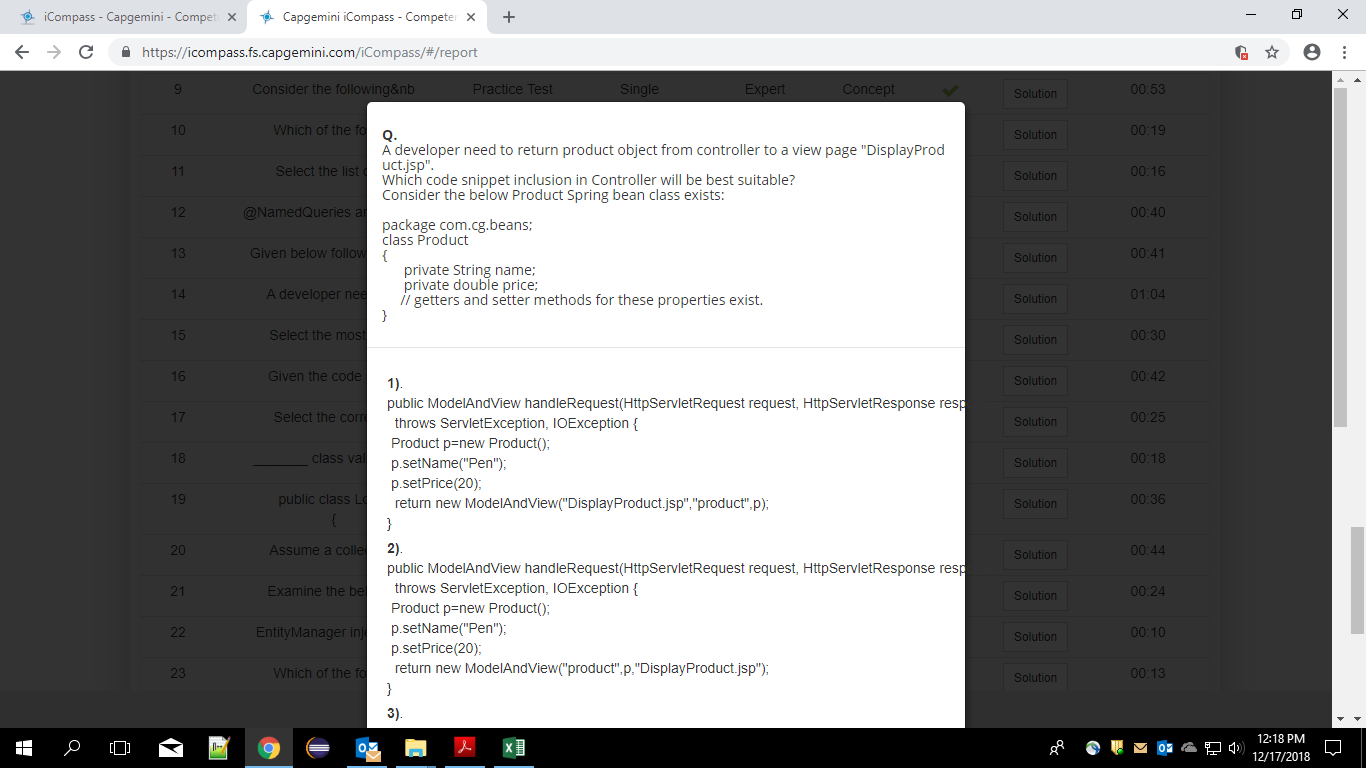 iCompass - Capgemini - Compet
Capgemini iCompass - Competen
https://icompass.fs.capgemini.com/iCompass/#/report
9 Consider the following&nb Practice Test Single Expert Concept Solution 00:53
10 Which of the fo Solution 00:19
11 Select the list Solution 00:16
12 @NamedQueries a Solution 00:40
13 Given below follow Solution 00:41
14 A developer nee Solution 01:04
15 Select the most Solution 00:30
16 Given the code Solution 00:42
17 Select the corre Solution 00:25
18 _______ class val Solution 00:18
19 public class Lo Solution 00:36
{
20 Assume a colle Solution 00:44
21 Examine the be Solution 00:24
22 EntityManager inj Solution 00:10
23 Which of the fo Solution 00:13
Q.
A developer need to return product object from controller to a view page "DisplayProd
uct.jsp".
Which code snippet inclusion in Controller will be best suitable?
Consider the below Product Spring bean class exists:
package com.cg.beans;
class Product
{
private String name;
private double price;
// getters and setter methods for these properties exist.
}
1).
public ModelAndView handleRequest(HttpServletRequest request, HttpServletResponse resp
throws ServletException, IOException {
Product p=new Product();
p.setName("Pen");
p.setPrice(20);
return new ModelAndView("DisplayProduct.jsp","product",p);
}
2).
public ModelAndView handleRequest(HttpServletRequest request, HttpServletResponse resp
throws ServletException, IOException {
Product p=new Product();
p.setName("Pen");
p.setPrice(20);
return new ModelAndView("product",p,"DisplayProduct.jsp");
}
3).
12:18 PM
12/17/2018